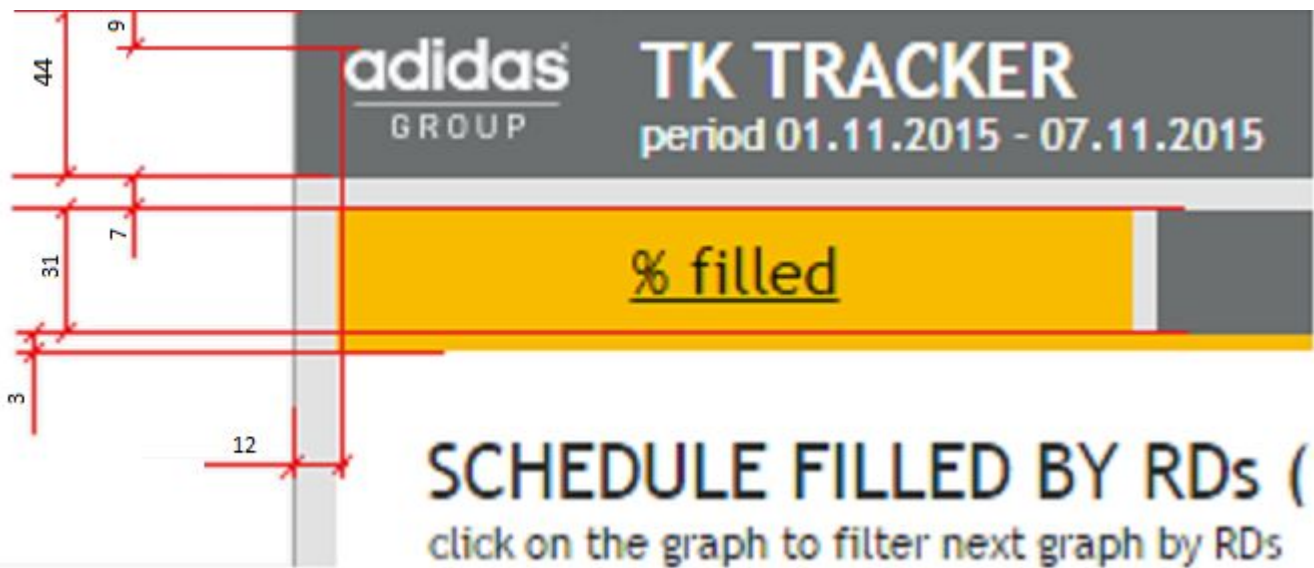 9
44
adidas
GROUP
TK TRACKER
period 01.11.2015 - 07.11.2015
7
31
% filled
3
12
SCHEDULE FILLED BY RDs (
click on the graph to filter next graph by RDs